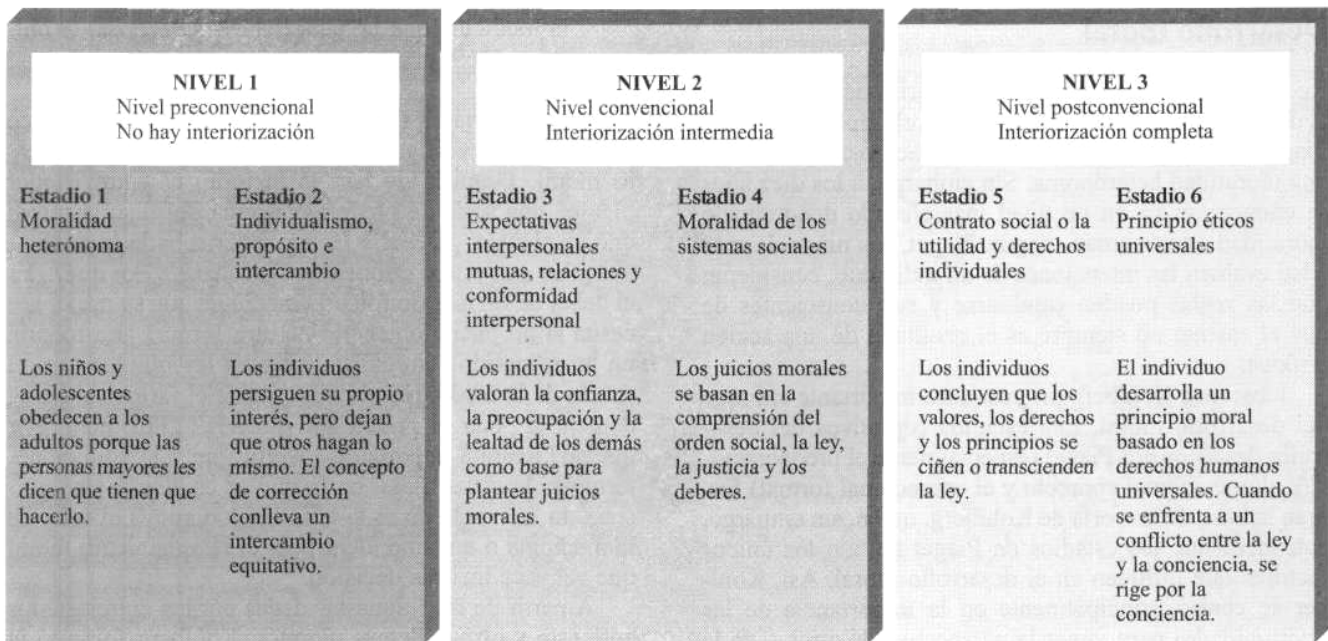 NIVEL 1
Nivel preconvencional
No hay interiorización
Estadio 1
Moralidad
heterónoma
Los niños y
adolescentes
obedecen a los
adultos porque las
personas mayores les
dicen que tienen que
hacerlo.
Estadio 2
Individualismo,
propósito e
intercambio
Los individuos
persiguen su propio
interés, pero dejan
que otros hagan lo
mismo. El concepto
de corrección
conlleva un
intercambio
equitativo.
NIVEL 2
Nivel convencional
Interiorización intermedia
Estadio 3
Expectativas
interpersonales
mutuas, relaciones y
conformidad
interpersonal
Los individuos
valoran la confianza,
la preocupación y la
lealtad de los demás
como base para
plantear juicios
morales.
Estadio 4
Moralidad de los
sistemas sociales
Los juicios morales
se basan en la
comprensión del
orden social, la ley,
la justicia y los
deberes.
NIVEL 3
Nivel postconvencional
Interiorización completa
Estadio 5
Contrato social o la
utilidad y derechos
individuales
Los individuos
concluyen que los
valores, los derechos
y los principios se
ciñen o transcienden
la ley.
Estadio 6
Principio éticos
universales
El individuo
desarrolla un
principio moral
basado en los
derechos humanos
universales. Cuando
se enfrenta a un
conflicto entre la ley
y la conciencia, se
rige por la
conciencia.